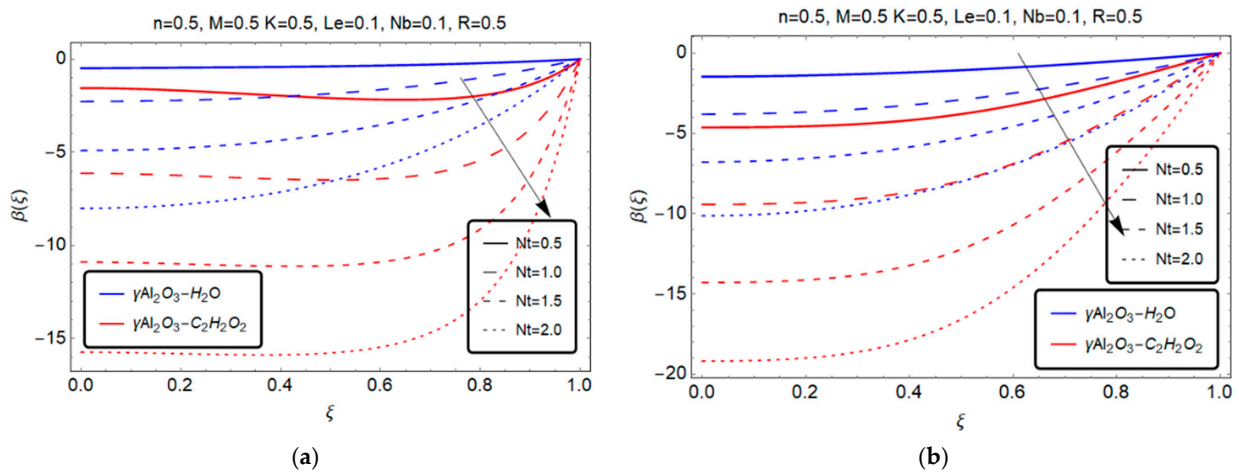 n=0.5, M=0.5 K=0.5, Le=0.1, Nb=0.1, R=0.5
0
−5
−10
−15
β(ξ)
Nt=0.5
Nt=1.0
Nt=1.5
Nt=2.0
γAl₂O₃−H₂O
γAl₂O₃−C₂H₂O₂
0.0 0.2 0.4 0.6 0.8 1.0
ξ
(a)
n=0.5, M=0.5 K=0.5, Le=0.1, Nb=0.1, R=0.5
0
−5
−10
−15
−20
β(ξ)
Nt=0.5
Nt=1.0
Nt=1.5
Nt=2.0
γAl₂O₃−H₂O
γAl₂O₃−C₂H₂O₂
0.0 0.2 0.4 0.6 0.8 1.0
ξ
(b)